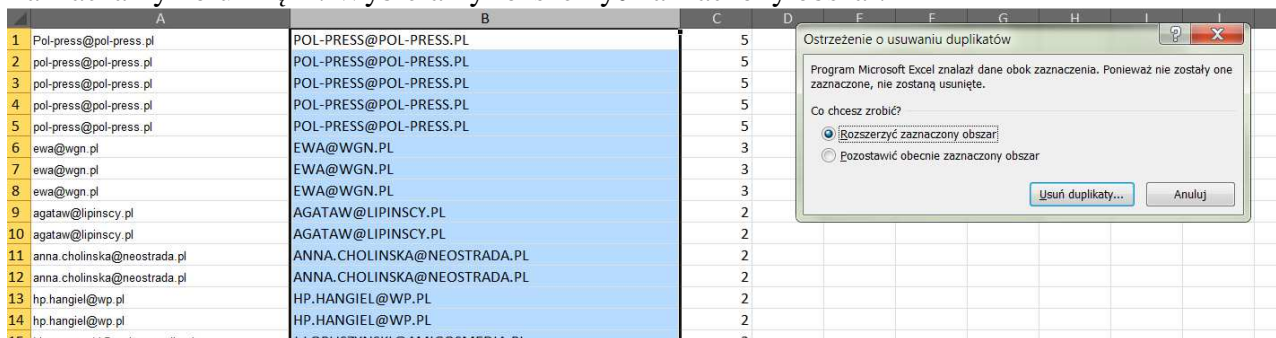 A B C D E F G H I J
1 Pol-press@pol-press.pl POL-PRESS@POL-PRESS.PL 5
2 pol-press@pol-press.pl POL-PRESS@POL-PRESS.PL 5
3 pol-press@pol-press.pl POL-PRESS@POL-PRESS.PL 5
4 pol-press@pol-press.pl POL-PRESS@POL-PRESS.PL 5
5 pol-press@pol-press.pl POL-PRESS@POL-PRESS.PL 5
6 ewa@wgn.pl EWA@WGN.PL 3
7 ewa@wgn.pl EWA@WGN.PL 3
8 ewa@wgn.pl EWA@WGN.PL 3
9 agataw@lipinscy.pl AGATAW@LIPINSCY.PL 2
10 agataw@lipinscy.pl AGATAW@LIPINSCY.PL 2
11 anna.cholinska@neostrada.pl ANNA.CHOLINSKA@NEOSTRADA.PL 2
12 anna.cholinska@neostrada.pl ANNA.CHOLINSKA@NEOSTRADA.PL 2
13 hp.hangiel@wp.pl HP.HANGIEL@WP.PL 2
14 hp.hangiel@wp.pl HP.HANGIEL@WP.PL 2
Ostrzeżenie o usuwaniu duplikatów
Program Microsoft Excel znalazł dane obok zaznaczenia. Ponieważ nie zostały one
zaznaczone, nie zostaną usunięte.
Co chcesz zrobić?
Rozszerzyć zaznaczony obszar
Pozostawić obecnie zaznaczony obszar
Usuń duplikaty... Anuluj